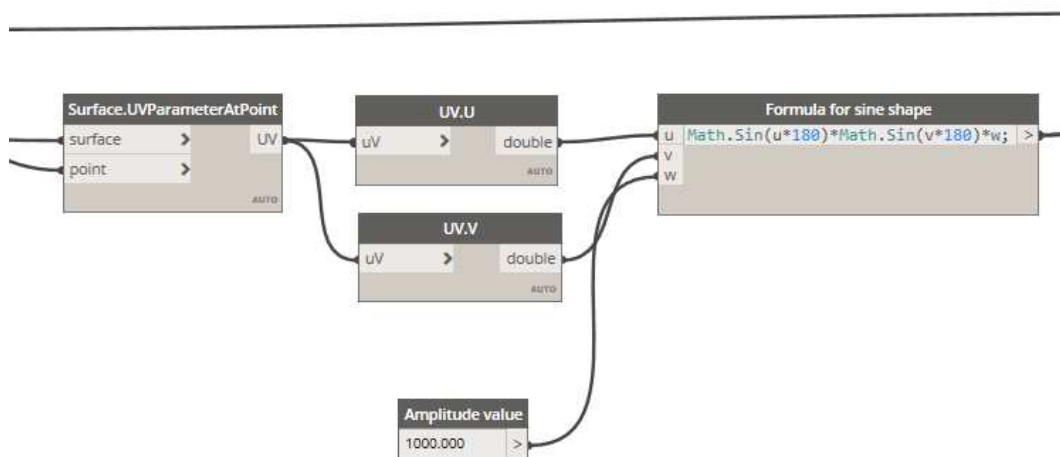 Surface.UVParameterAtPoint
surface > UV
point >
AUTO
UV.U
uV > double
AUTO
UV.V
uV > double
AUTO
Formula for sine shape
u Math.Sin(u*180)*Math.Sin(v*180)*w; >
v
w
Amplitude value
1000.000 >